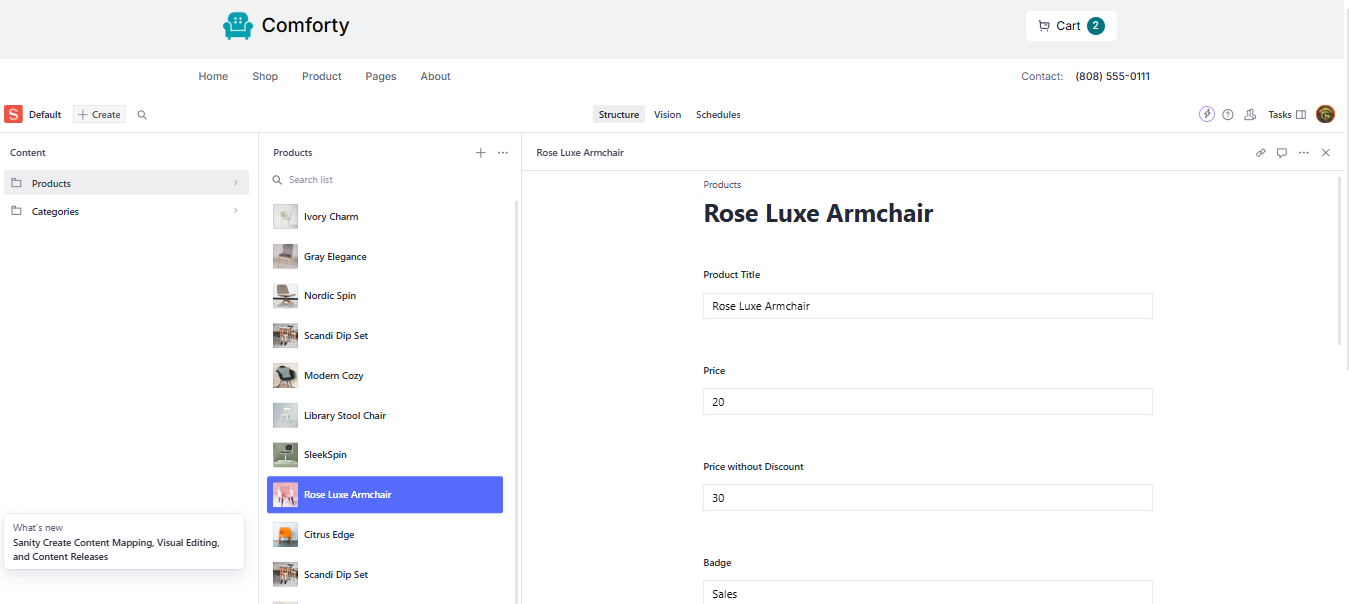 Comforty
Cart 2
Home Shop Product Pages About
Contact: (808) 555-0111
S Default Create
Structure Vision Schedules
Tasks
Content
Products
Categories
What's new
Sanity Create Content Mapping, Visual Editing,
and Content Releases
Products
Search list
Ivory Charm
Gray Elegance
Nordic Spin
Scandi Dip Set
Modern Cozy
Library Stool Chair
SleekSpin
Rose Luxe Armchair
Citrus Edge
Scandi Dip Set
Rose Luxe Armchair
Products
Rose Luxe Armchair
Product Title
Rose Luxe Armchair
Price
20
Price without Discount
30
Badge
Sales